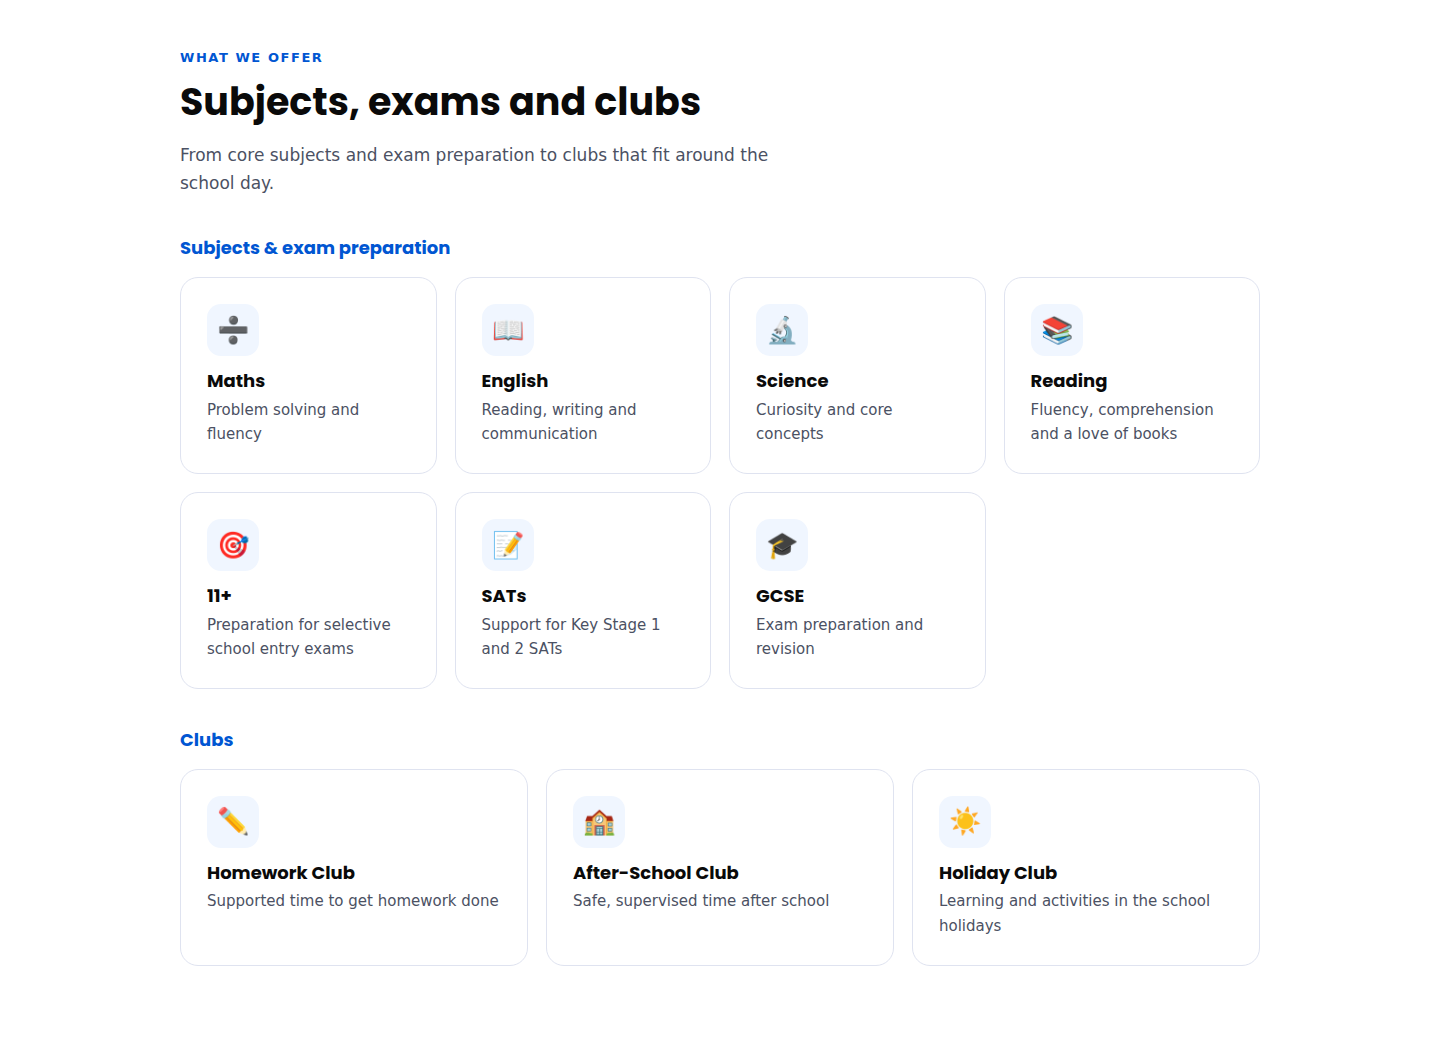 WHAT WE OFFER
Subjects, exams and clubs
From core subjects and exam preparation to clubs that fit around the
school day.
Subjects & exam preparation
Maths
Problem solving and
fluency
English
Reading, writing and
communication
Science
Curiosity and core
concepts
Reading
Fluency, comprehension
and a love of books
11+
Preparation for selective
school entry exams
SATs
Support for Key Stage 1
and 2 SATs
GCSE
Exam preparation and
revision
Clubs
Homework Club
Supported time to get homework done
After-School Club
Safe, supervised time after school
Holiday Club
Learning and activities in the school
holidays